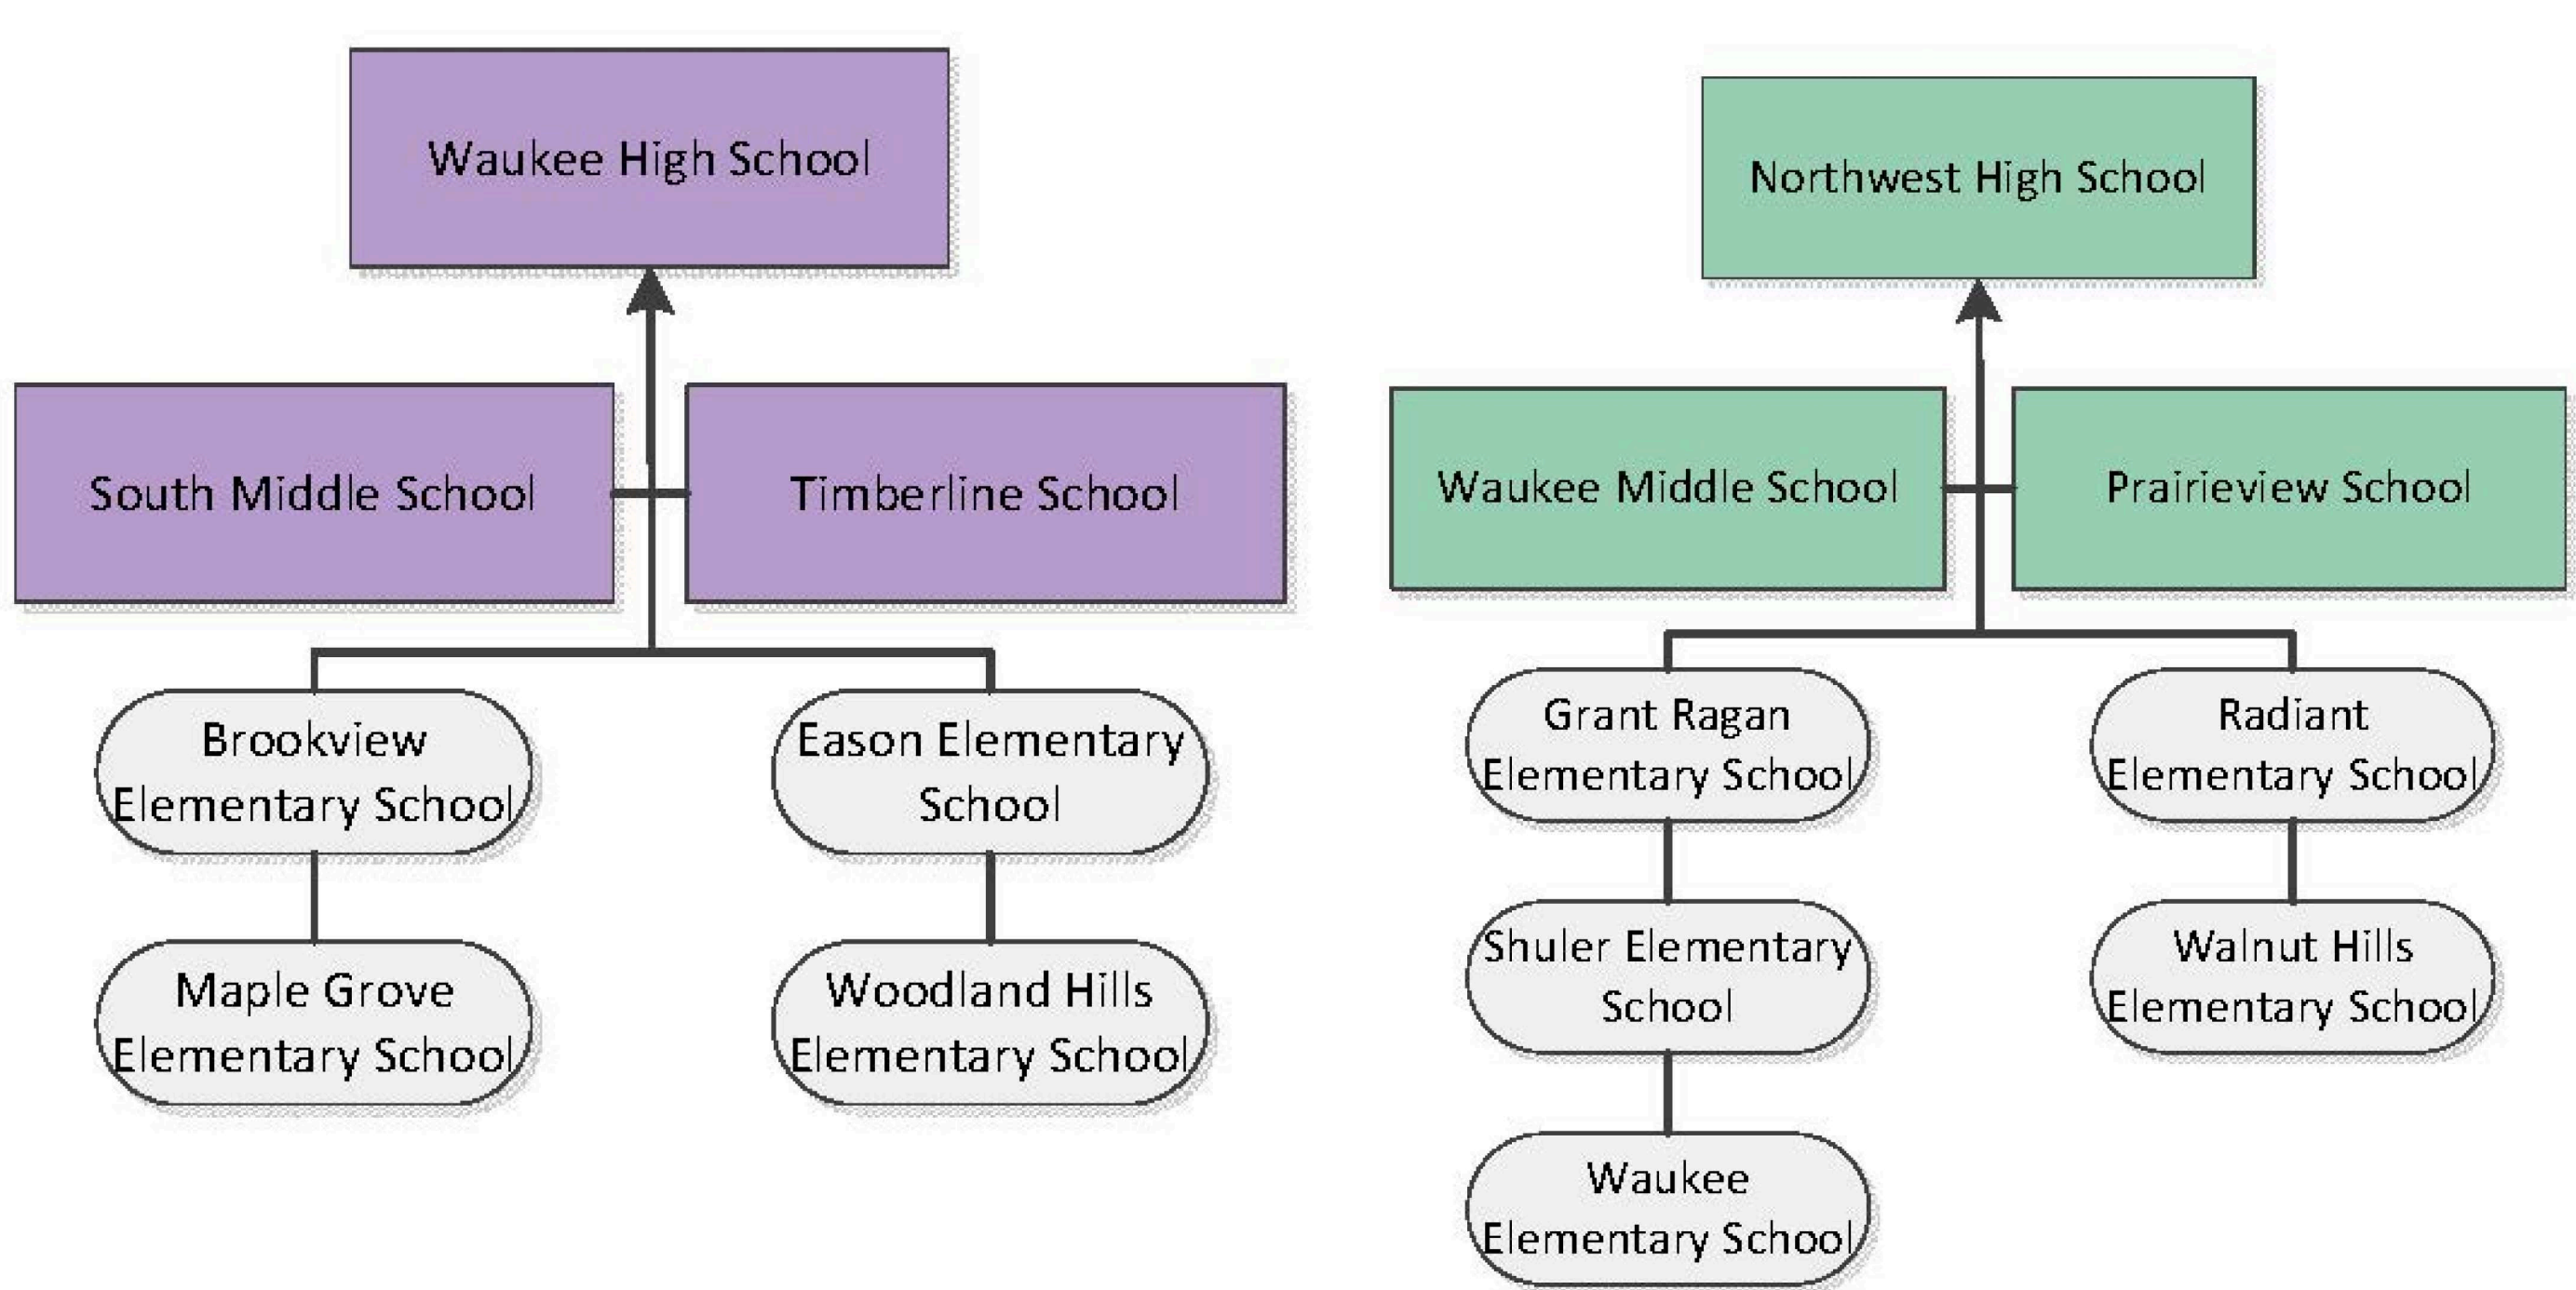 Waukee High School
Northwest High School
South Middle School
Timberline School
Waukee Middle School
Prairieview School
Brookview
Elementary School
Eason Elementary
School
Grant Ragan
Elementary School
Radiant
Elementary School
Maple Grove
Elementary School
Woodland Hills
Elementary School
Shuler Elementary
School
Walnut Hills
Elementary School
Waukee
Elementary School